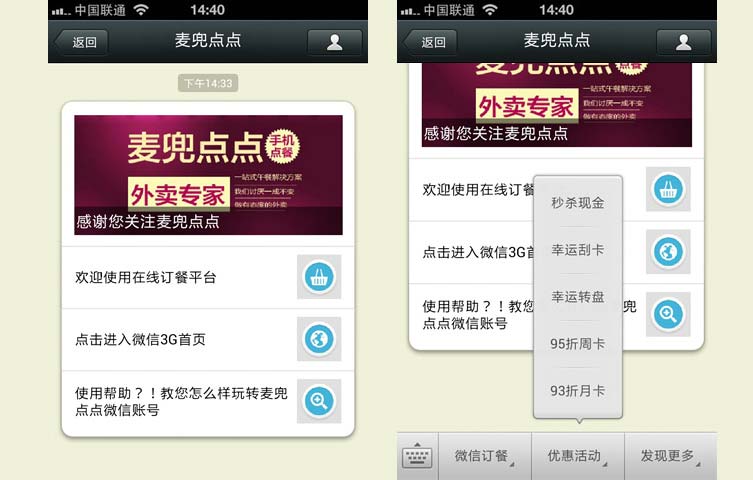 中国联通
14:40
返回
麦兜点点
下午14:33
麦兜点点
手机
点餐
外卖专家
一站式午餐解决方案
我们讨厌一成不变
做有态度的外卖
感谢您关注麦兜点点
欢迎使用在线订餐平台
点击进入微信3G首页
使用帮助？！教您怎么样玩转麦兜
点点微信账号
中国联通
14:40
返回
麦兜点点
麦兜点点
点餐
外卖专家
一站式午餐解决方案
我们讨厌一成不变
做有态度的外卖
感谢您关注麦兜点点
欢迎使用在线订餐
点击进入微信3G首
使用帮助？！教您
兜
点点微信账号
秒杀现金
幸运刮卡
幸运转盘
95折周卡
93折月卡
微信订餐
优惠活动
发现更多